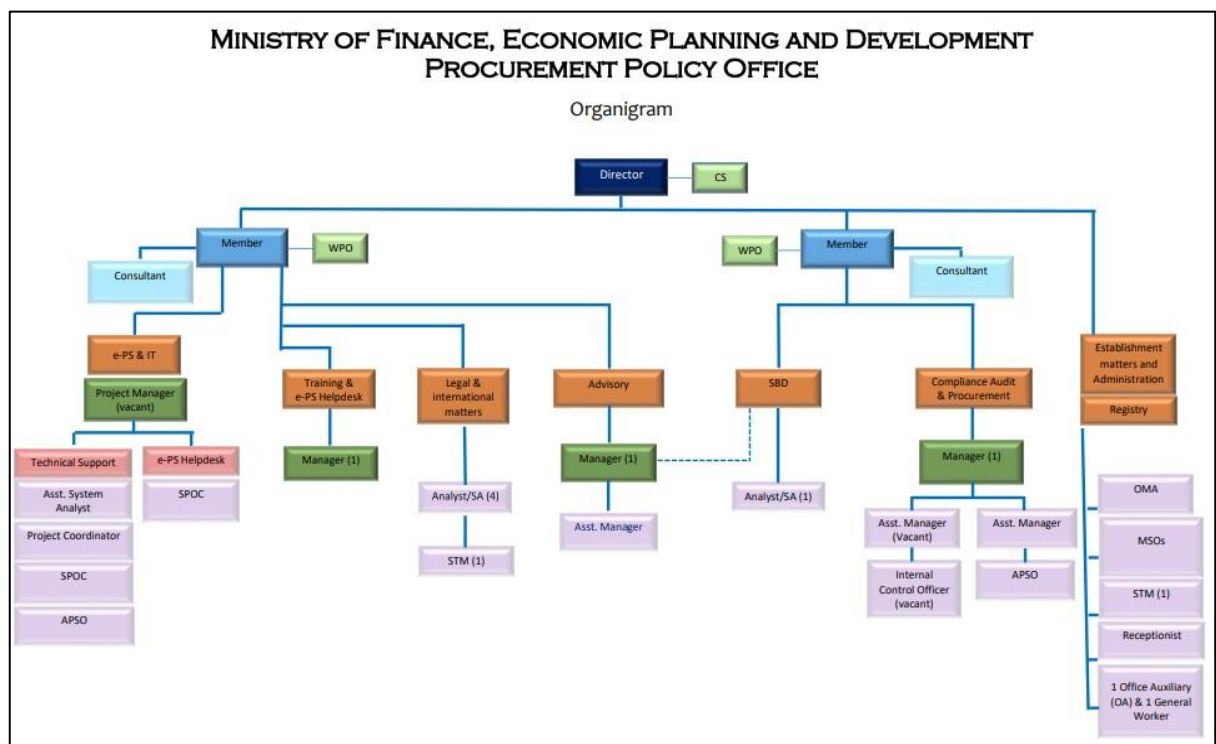 MINISTRY OF FINANCE, ECONOMIC PLANNING AND DEVELOPMENT
PROCUREMENT POLICY OFFICE
Organigram
Director
CS
Member
WPO
WPO
Member
Consultant
Consultant
e-PS & IT
Project Manager
(vacant)
Technical Support
Asst. System
Analyst
Project Coordinator
SPOC
APSO
e-PS Helpdesk
SPOC
Training &
e-PS Helpdesk
Manager (1)
Legal &
international
matters
Analyst/SA (4)
STM (1)
Advisory
Manager (1)
Asst. Manager
SBD
Analyst/SA (1)
Compliance Audit
& Procurement
Manager (1)
Asst. Manager
(Vacant)
Internal
Control Officer
(vacant)
Asst. Manager
APSO
Establishment
matters and
Administration
Registry
OMA
MSOs
STM (1)
Receptionist
1 Office Auxiliary
(OA) & 1 General
Worker